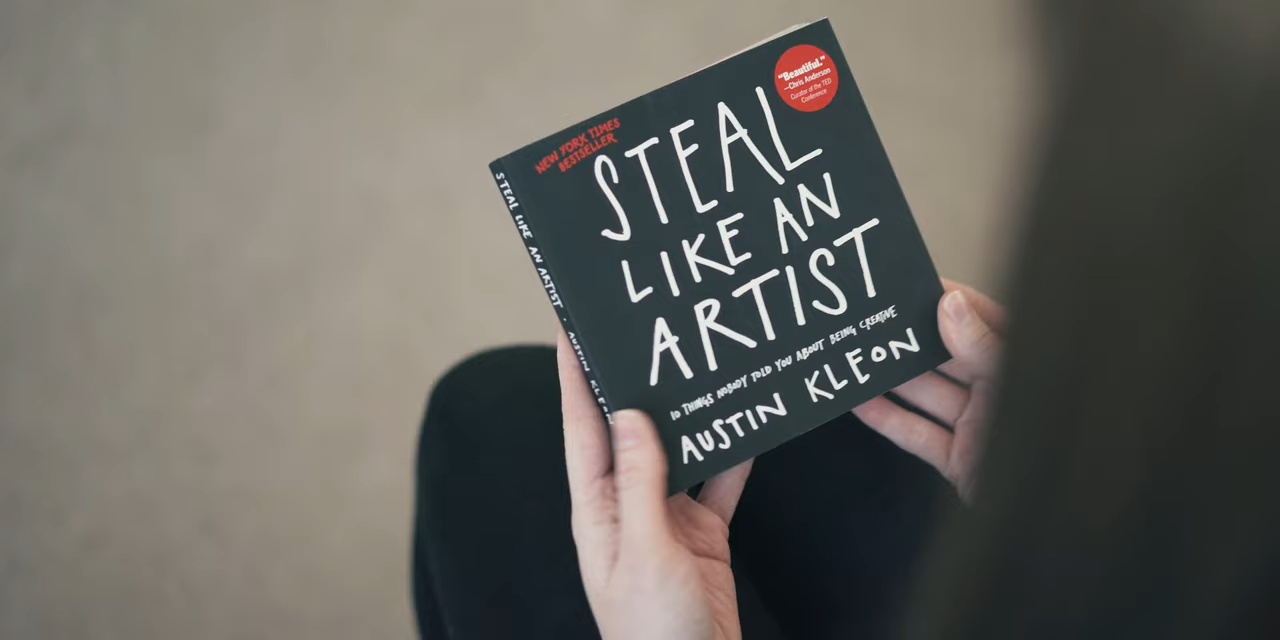 NEW YORK TIMES
BESTSELLER
"Beautiful."
—Chris Anderson
Curator of the TED
Conference
STEAL
LIKE AN
ARTIST
10 THINGS NOBODY TOLD YOU ABOUT BEING CREATIVE
AUSTIN KLEON
STEAL LIKE AN ARTIST · AUSTIN KLEON